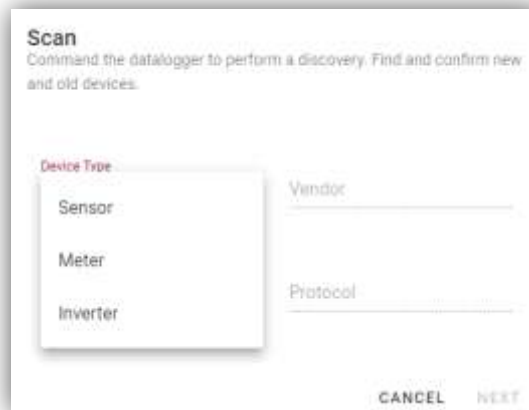 Scan
Command the datalogger to perform a discovery. Find and confirm new
and old devices.
Device Type
Sensor
Vendor
Meter
Protocol
Inverter
CANCEL NEXT